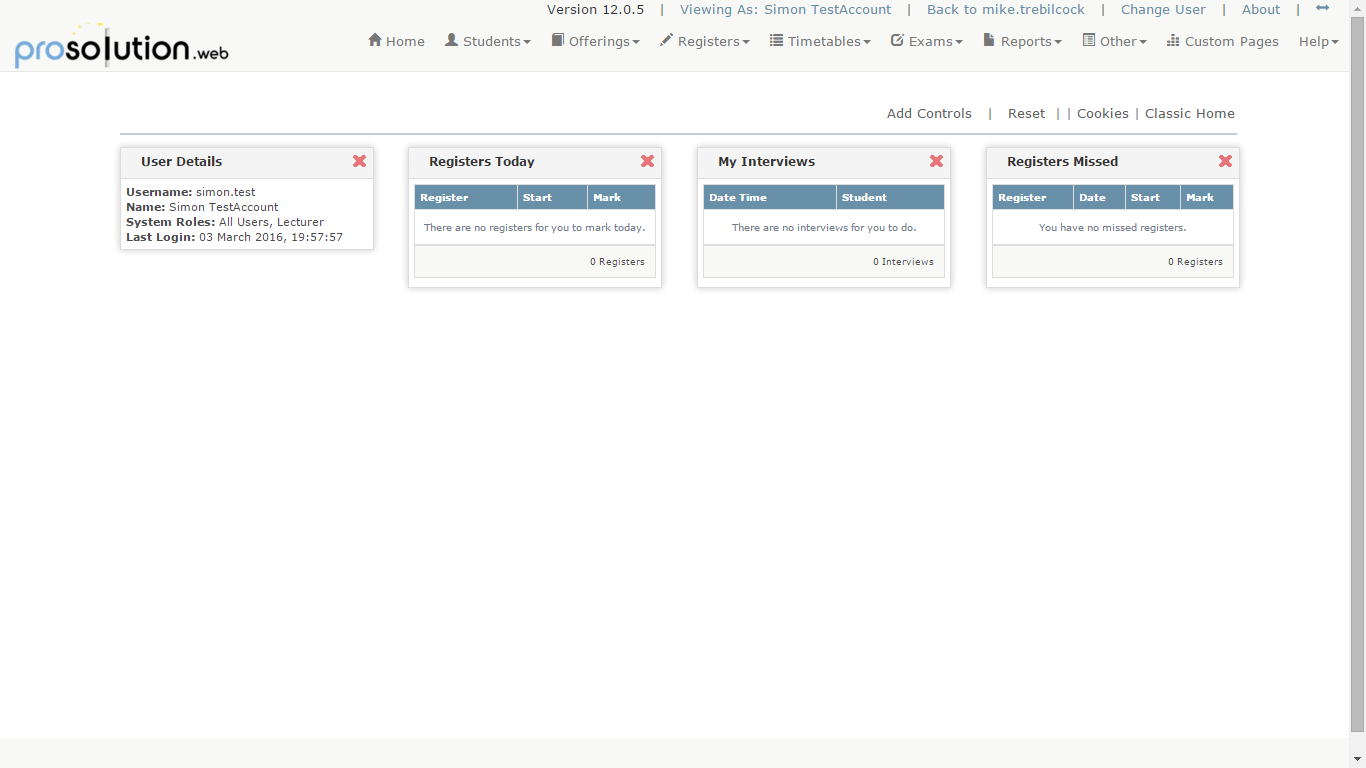 Version 12.0.5 | Viewing As: Simon TestAccount | Back to mike.trebilcock | Change User | About |
prosolution.web
Home Students Offerings Registers Timetables Exams Reports Other Custom Pages Help
Add Controls | Reset | | Cookies | Classic Home
User Details
Username: simon.test
Name: Simon TestAccount
System Roles: All Users, Lecturer
Last Login: 03 March 2016, 19:57:57
Registers Today
Register Start Mark
There are no registers for you to mark today.
0 Registers
My Interviews
Date Time Student
There are no interviews for you to do.
0 Interviews
Registers Missed
Register Date Start Mark
You have no missed registers.
0 Registers